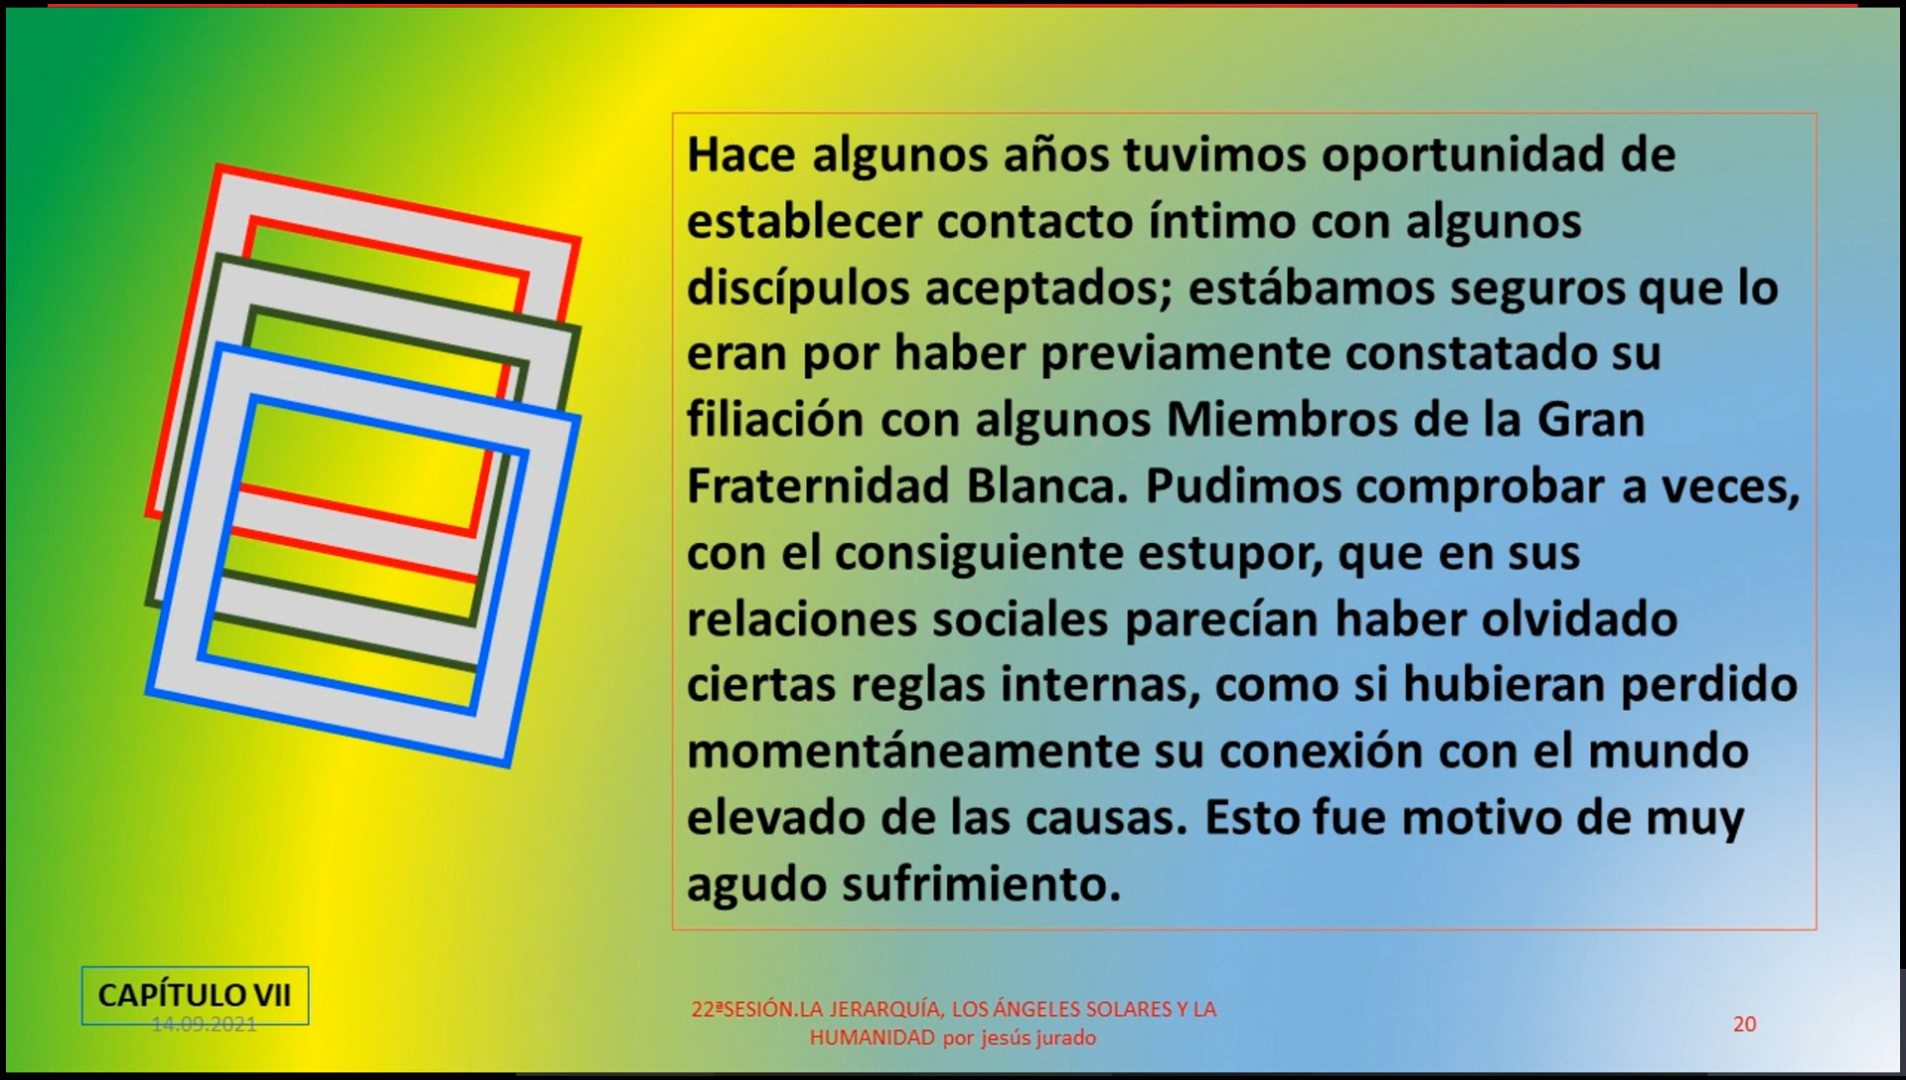 Hace algunos años tuvimos oportunidad de
establecer contacto íntimo con algunos
discípulos aceptados; estábamos seguros que lo
eran por haber previamente constatado su
filiación con algunos Miembros de la Gran
Fraternidad Blanca. Pudimos comprobar a veces,
con el consiguiente estupor, que en sus
relaciones sociales parecían haber olvidado
ciertas reglas internas, como si hubieran perdido
momentáneamente su conexión con el mundo
elevado de las causas. Esto fue motivo de muy
agudo sufrimiento.
CAPÍTULO VII
14.09.2021
22ªSESIÓN.LA JERARQUÍA, LOS ÁNGELES SOLARES Y LA
HUMANIDAD por jesús jurado
20